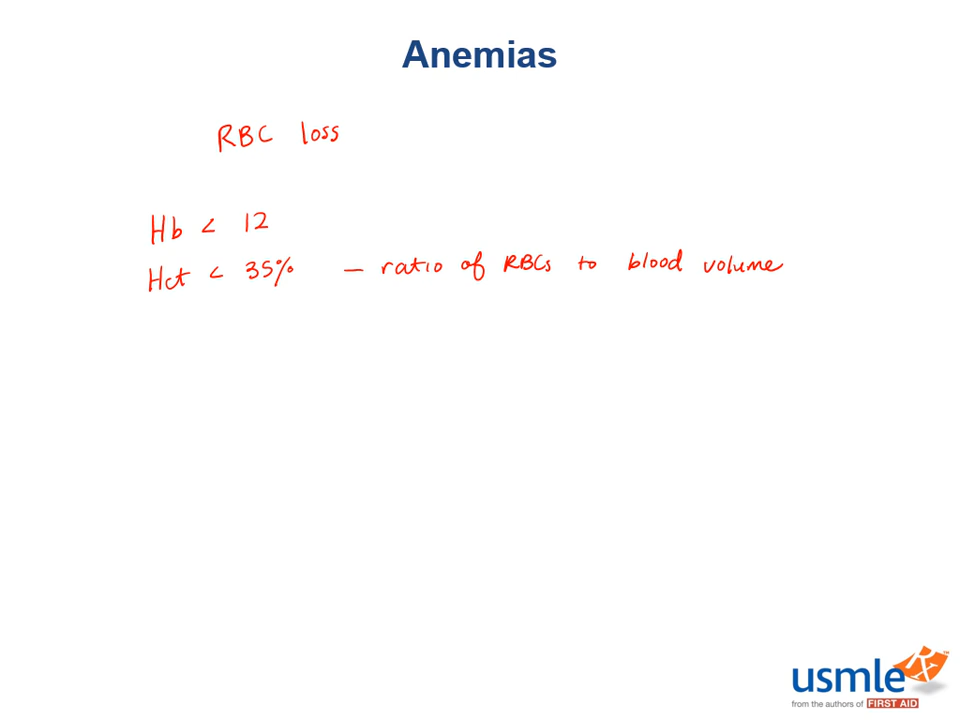 Anemias
RBC loss
Hb < 12
Hct < 35% — ratio of RBCs to blood volume
Rx™
usmle
from the authors of FIRST AID